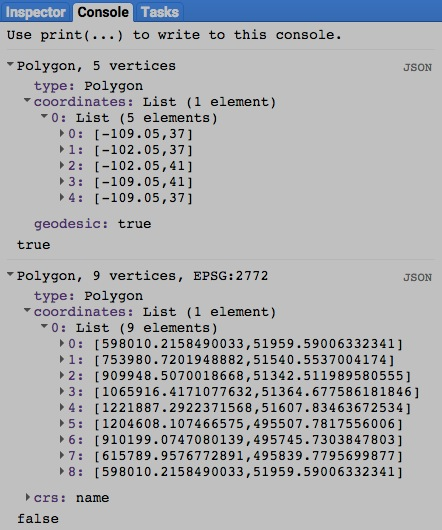 Inspector Console Tasks
Use print(...) to write to this console.
Polygon, 5 vertices JSON
type: Polygon
coordinates: List (1 element)
0: List (5 elements)
0: [-109.05,37]
1: [-102.05,37]
2: [-102.05,41]
3: [-109.05,41]
4: [-109.05,37]
geodesic: true
true
Polygon, 9 vertices, EPSG:2772 JSON
type: Polygon
coordinates: List (1 element)
0: List (9 elements)
0: [598010.2158490033,51959.59006332341]
1: [753980.7201948882,51540.5537004174]
2: [909948.5070018668,51342.511989580555]
3: [1065916.4171077632,51364.677586181846]
4: [1221887.2922371568,51607.83463672534]
5: [1204608.107466575,495507.7817556006]
6: [910199.0747080139,495745.7303847803]
7: [615789.9576772891,495839.7795699877]
8: [598010.2158490033,51959.59006332341]
crs: name
false